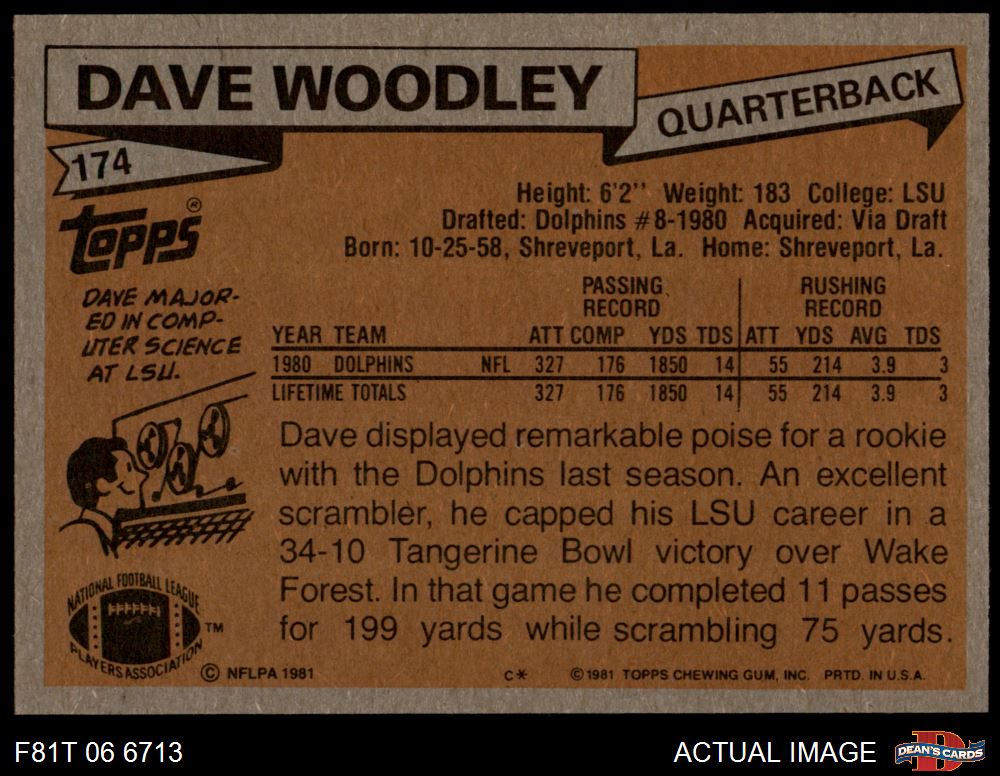 DAVE WOODLEY
QUARTERBACK
174
TOPPS®
Height: 6'2'' Weight: 183 College: LSU
Drafted: Dolphins #8-1980 Acquired: Via Draft
Born: 10-25-58, Shreveport, La. Home: Shreveport, La.
DAVE MAJOR-
ED IN COMP-
UTER SCIENCE
AT LSU.
PASSING RECORD RUSHING RECORD
YEAR TEAM ATT COMP YDS TDS ATT YDS AVG TDS
1980 DOLPHINS NFL 327 176 1850 14 55 214 3.9 3
LIFETIME TOTALS 327 176 1850 14 55 214 3.9 3
Dave displayed remarkable poise for a rookie
with the Dolphins last season. An excellent
scrambler, he capped his LSU career in a
34-10 Tangerine Bowl victory over Wake
Forest. In that game he completed 11 passes
for 199 yards while scrambling 75 yards.
NATIONAL FOOTBALL LEAGUE
PLAYERS ASSOCIATION
TM
© NFLPA 1981
C*
© 1981 TOPPS CHEWING GUM, INC. PRTD. IN U.S.A.
F81T 06 6713
ACTUAL IMAGE
D
DEAN'S CARDS